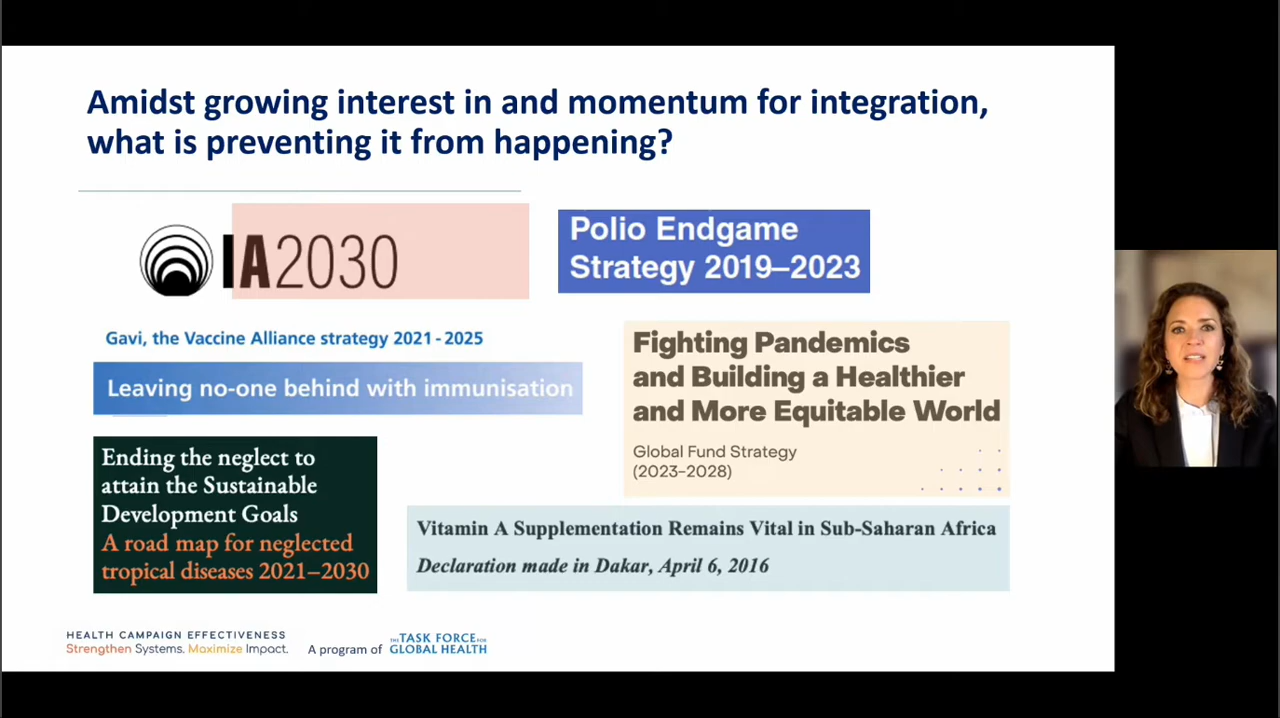 Amidst growing interest in and momentum for integration,
what is preventing it from happening?
IA2030
Polio Endgame
Strategy 2019–2023
Gavi, the Vaccine Alliance strategy 2021-2025
Leaving no-one behind with immunisation
Fighting Pandemics
and Building a Healthier
and More Equitable World
Global Fund Strategy
(2023–2028)
Ending the neglect to
attain the Sustainable
Development Goals
A road map for neglected
tropical diseases 2021–2030
Vitamin A Supplementation Remains Vital in Sub-Saharan Africa
Declaration made in Dakar, April 6, 2016
HEALTH CAMPAIGN EFFECTIVENESS
Strengthen Systems. Maximize Impact.
A program of
THE TASK FORCE FOR
GLOBAL HEALTH